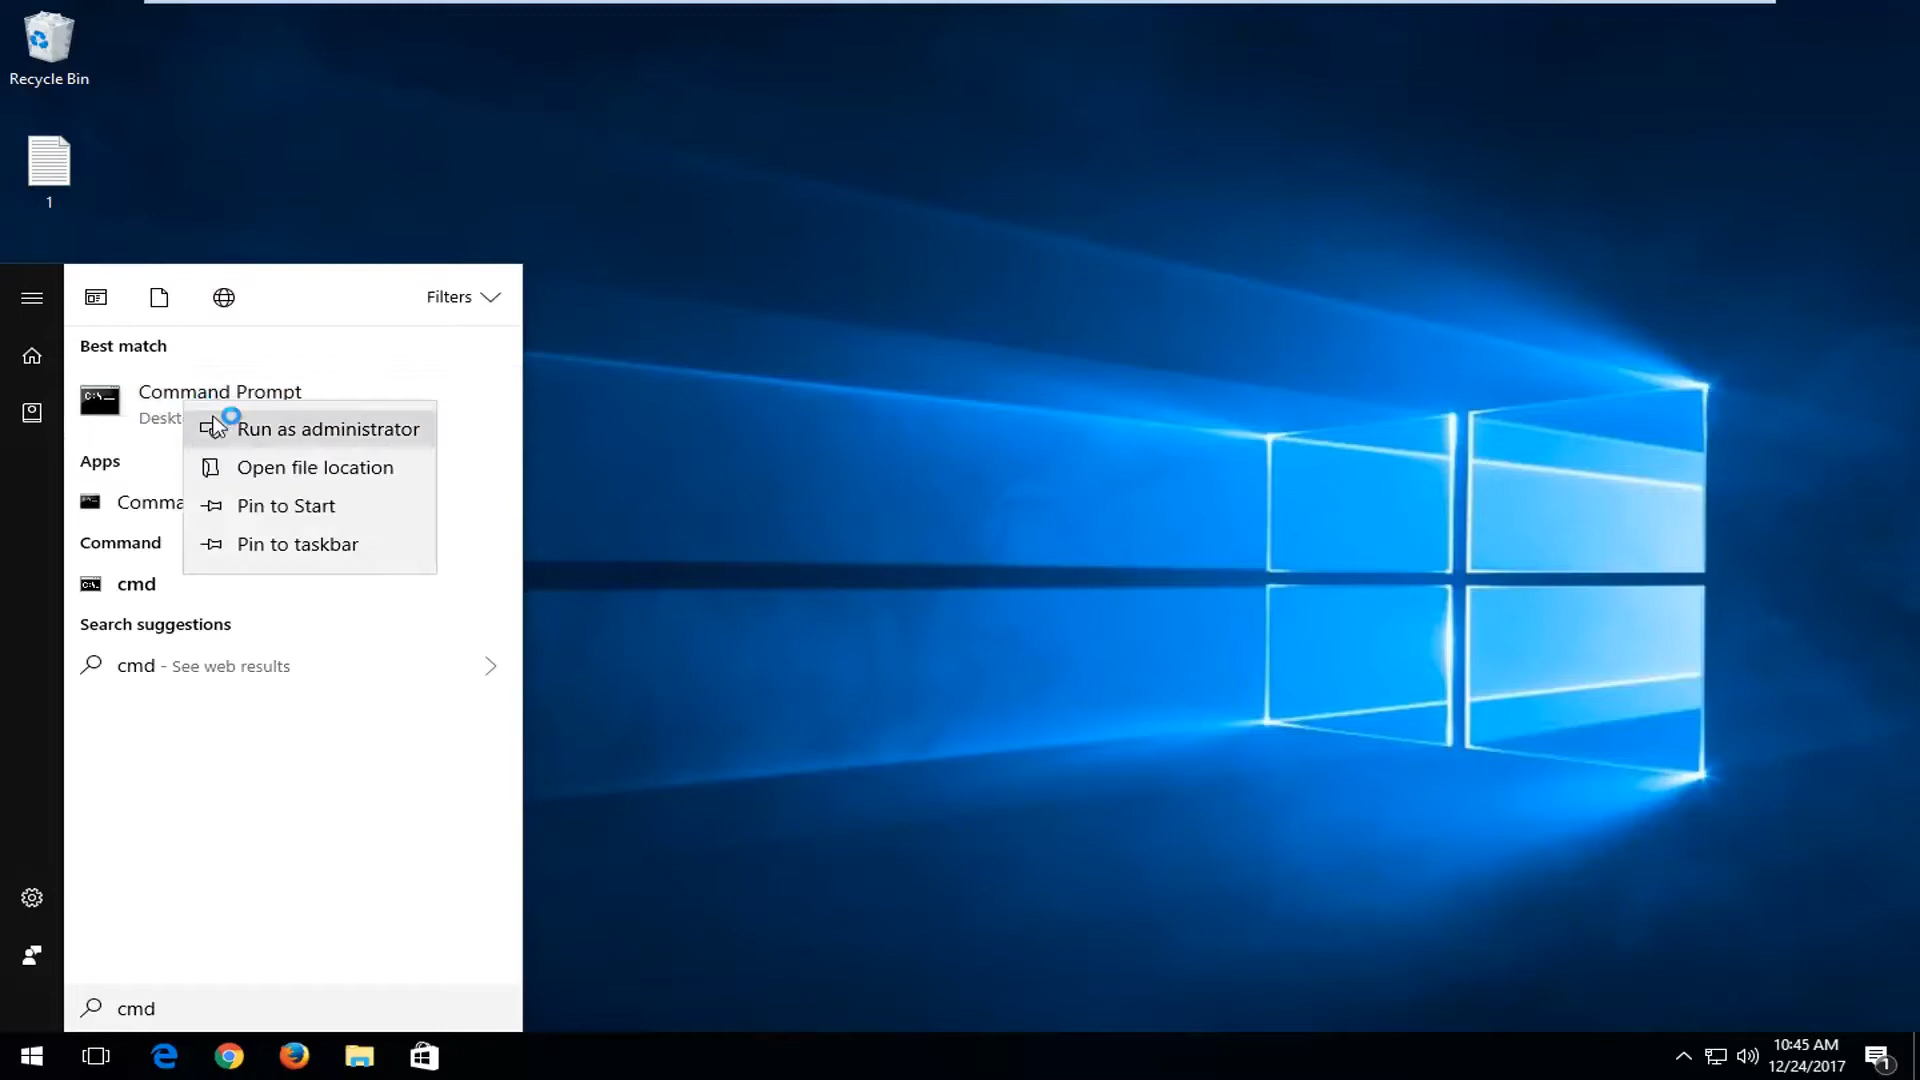 Recycle Bin
1
Filters
Best match
Command Prompt
Deskt
Run as administrator
Open file location
Apps
Comma
Pin to Start
Command
Pin to taskbar
cmd
Search suggestions
cmd - See web results
cmd
10:45 AM
12/24/2017
1